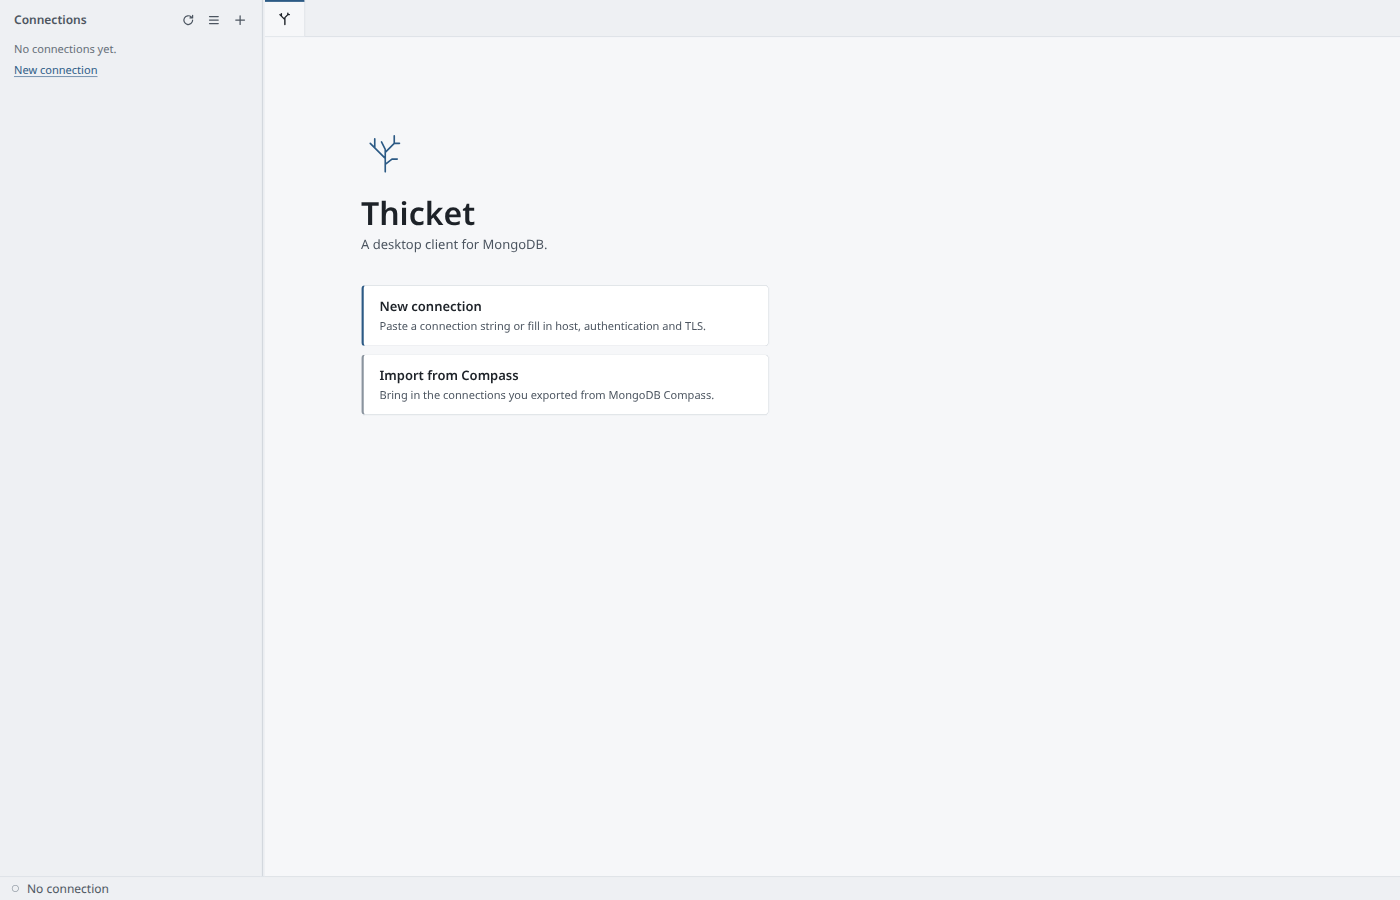 Connections
No connections yet.
New connection
Thicket
A desktop client for MongoDB.
New connection
Paste a connection string or fill in host, authentication and TLS.
Import from Compass
Bring in the connections you exported from MongoDB Compass.
No connection